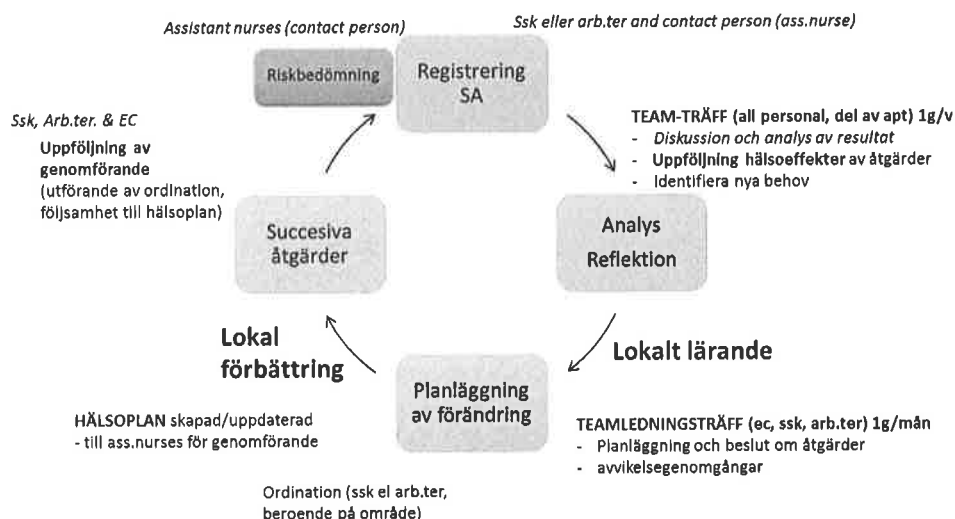 Assistant nurses (contact person)
Ssk eller arb.ter and contact person (ass.nurse)
Riskbedömning
Registrering
SA
Ssk, Arb.ter. & EC
Uppföljning av
genomförande
(utförande av ordination,
följsamhet till hälsoplan)
TEAM-TRÄFF (all personal, del av apt) 1g/v
- Diskussion och analys av resultat
- Uppföljning hälsoeffekter av åtgärder
- Identifiera nya behov
Succesiva
åtgärder
Analys
Reflektion
Lokal
förbättring
Lokalt lärande
Planläggning
av förändring
HÄLSOPLAN skapad/uppdaterad
- till ass.nurses för genomförande
TEAMLEDNINGSTRÄFF (ec, ssk, arb.ter) 1g/mån
- Planläggning och beslut om åtgärder
- avvikelsegenomgångar
Ordination (ssk el arb.ter,
beroende på område)